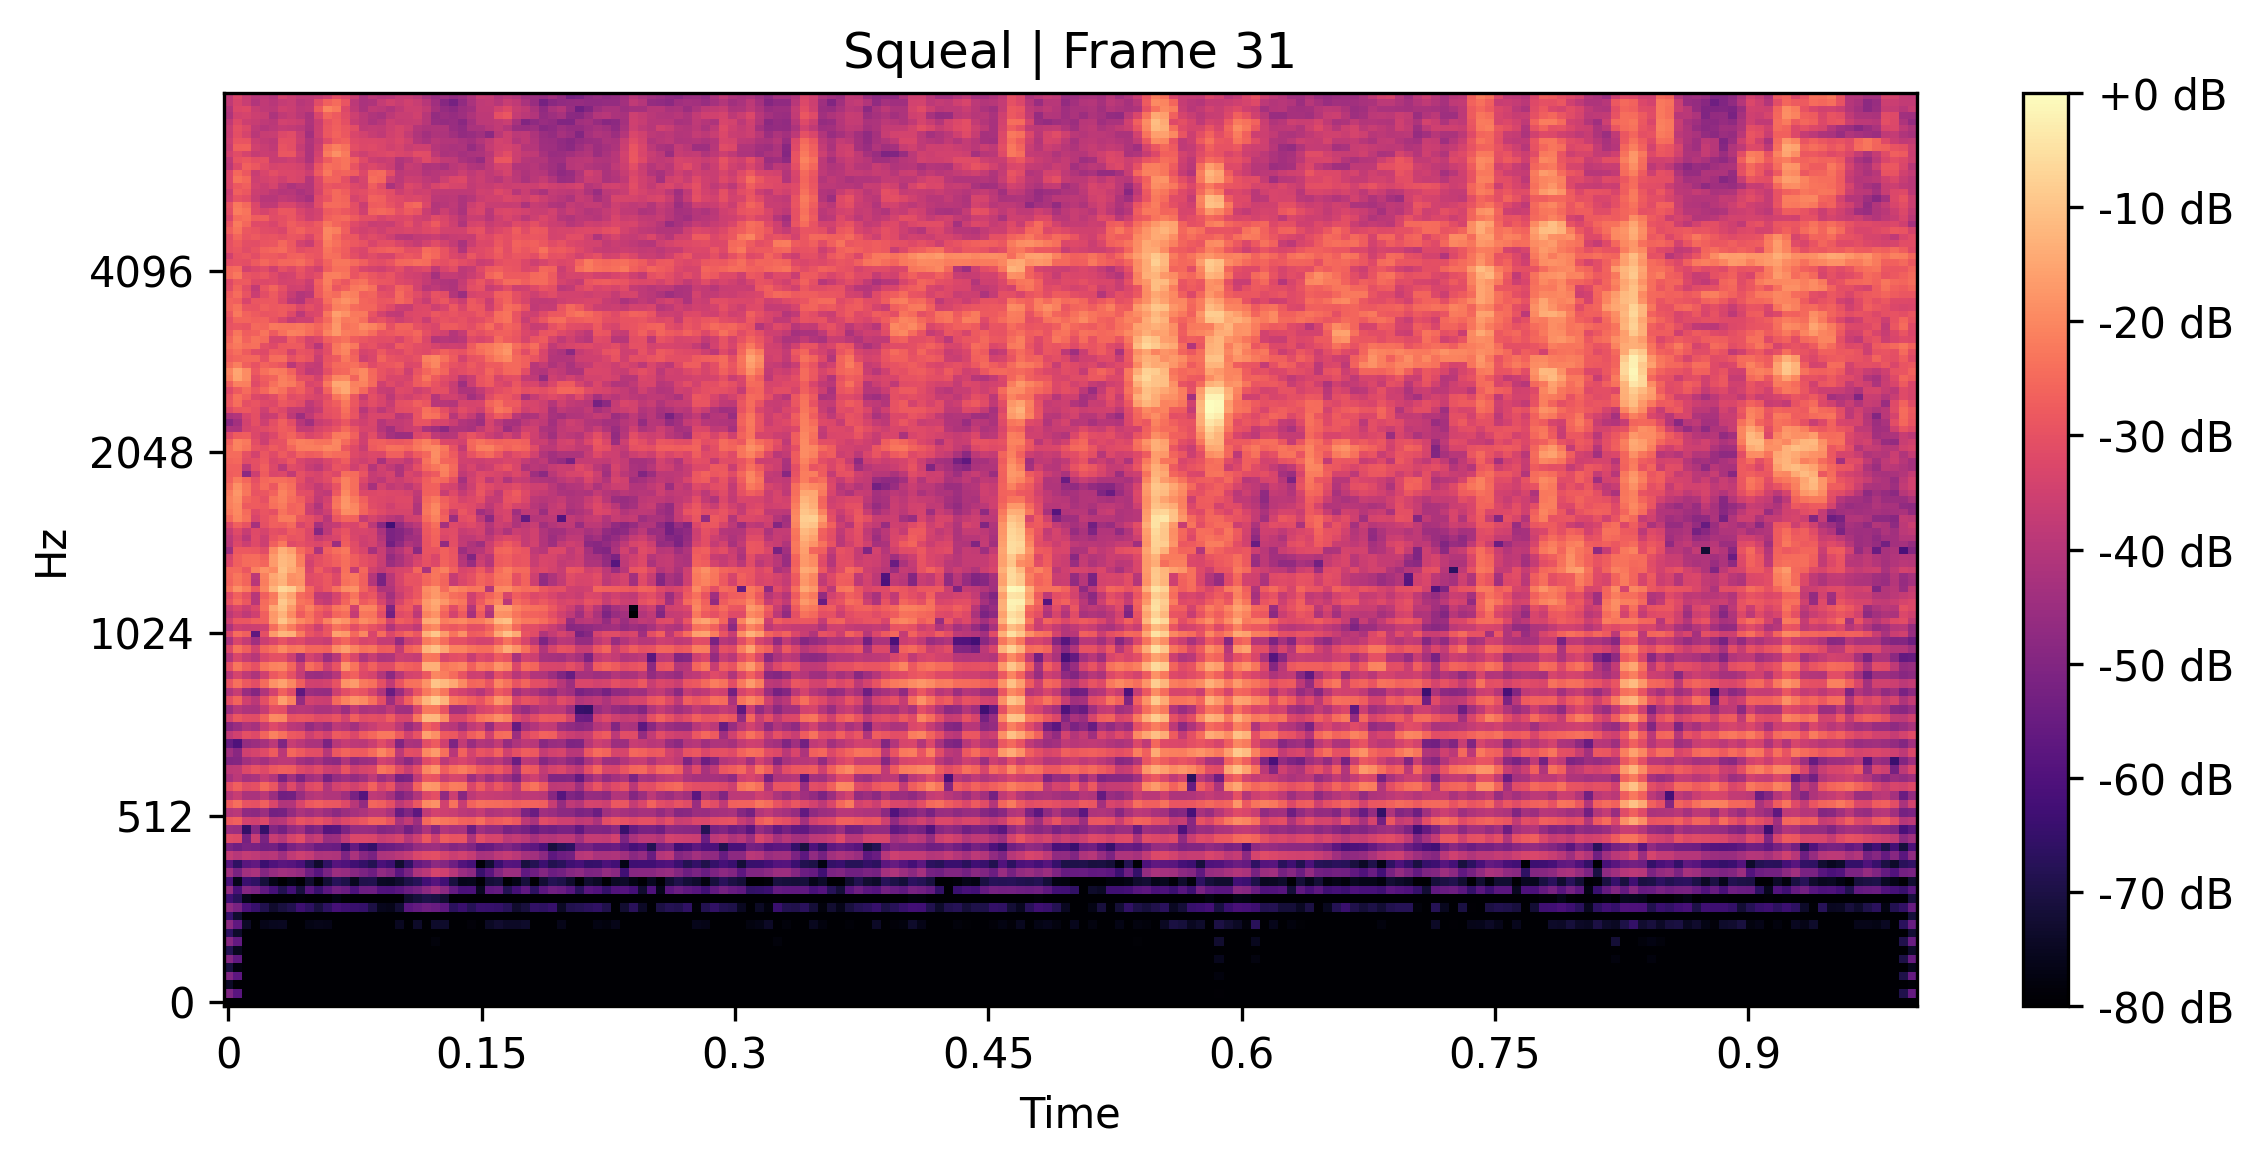 Squeal | Frame 31
+0 dB
-10 dB
-20 dB
-30 dB
-40 dB
-50 dB
-60 dB
-70 dB
-80 dB
4096
2048
1024
512
0
Hz
0 0.15 0.3 0.45 0.6 0.75 0.9
Time